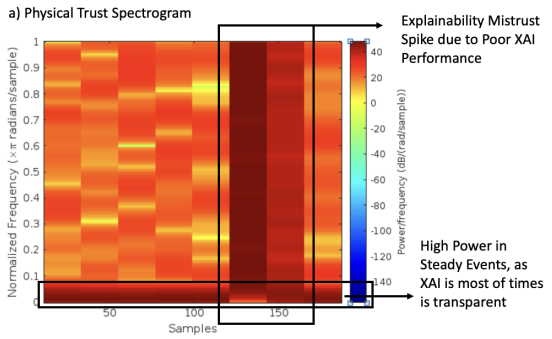 a) Physical Trust Spectrogram
Explainability Mistrust
Spike due to Poor XAI
Performance
High Power in
Steady Events, as
XAI is most of times
is transparent
Normalized Frequency (×π radians/sample)
1
0.9
0.8
0.7
0.6
0.5
0.4
0.3
0.2
0.1
0
50
100
150
Samples
40
20
0
-20
-40
-60
-80
-100
-120
140
Power/frequency (dB/(rad/sample))